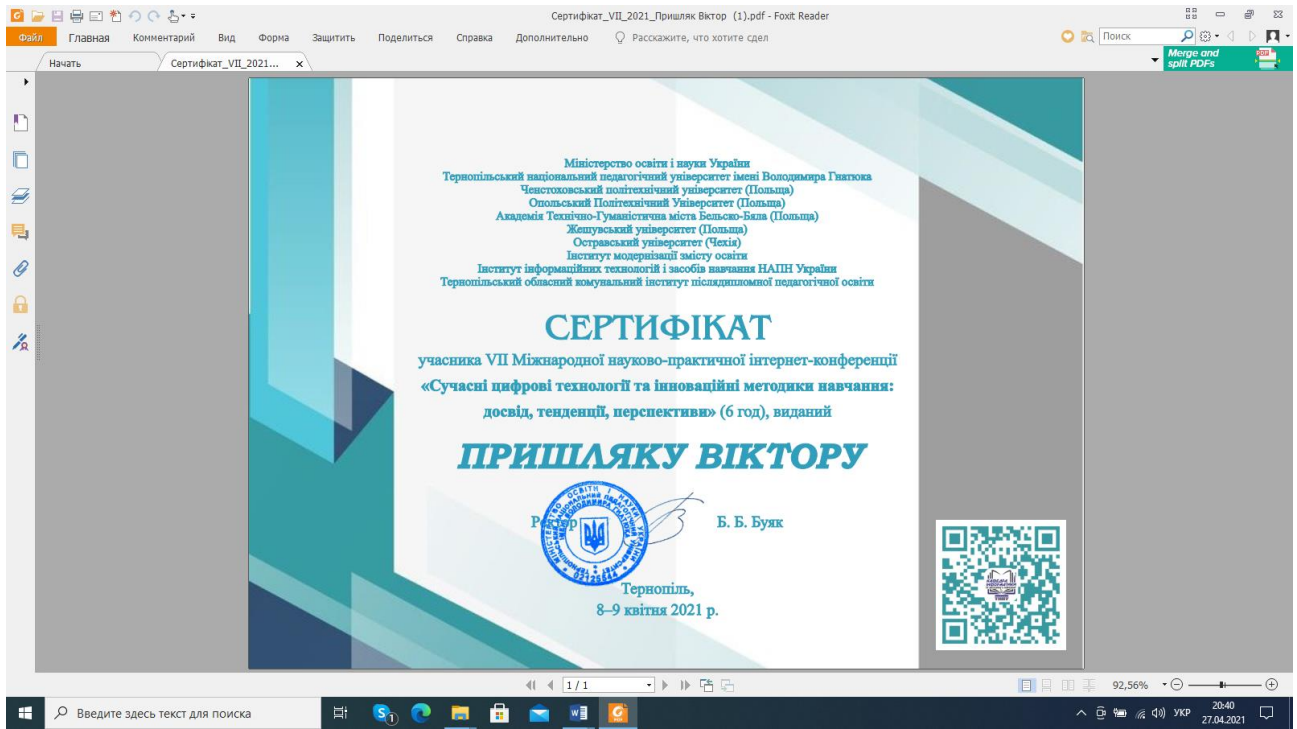 Сертифікат_VII_2021_Пришляк Віктор (1).pdf - Foxit Reader
Файл Главная Комментарий Вид Форма Защитить Поделиться Справка Дополнительно Расскажите, что хотите сдел Поиск
Начать Сертифікат_VII_2021... x Merge and split PDFs
Міністерство освіти і науки України
Тернопільський національний педагогічний університет імені Володимира Гнатюка
Ченстоховський політехнічний університет (Польща)
Опольський Політехнічний Університет (Польща)
Академія Технічно-Гуманістична міста Бельско-Бяла (Польща)
Жешувський університет (Польща)
Остравський університет (Чехія)
Інститут модернізації змісту освіти
Інститут інформаційних технологій і засобів навчання НАПН України
Тернопільський обласний комунальний інститут післядипломної педагогічної освіти
СЕРТИФІКАТ
учасника VII Міжнародної науково-практичної інтернет-конференції
«Сучасні цифрові технології та інноваційні методики навчання:
досвід, тенденції, перспективи» (6 год), виданий
ПРИШЛЯКУ ВІКТОРУ
Ректор Б. Б. Буяк
Тернопіль,
8–9 квітня 2021 р.
1 / 1 92,56%
Введите здесь текст для поиска УКР 20:40
27.04.2021